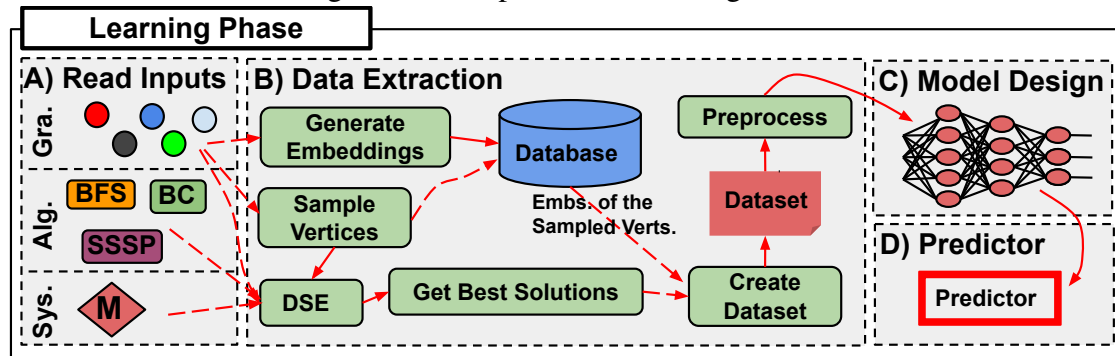 Learning Phase
A) Read Inputs
Gra.
Alg.
BFS
BC
SSSP
Sys.
M
B) Data Extraction
Generate
Embeddings
Sample
Vertices
DSE
Get Best Solutions
Database
Embs. of the
Sampled Verts.
Preprocess
Dataset
Create
Dataset
C) Model Design
D) Predictor
Predictor